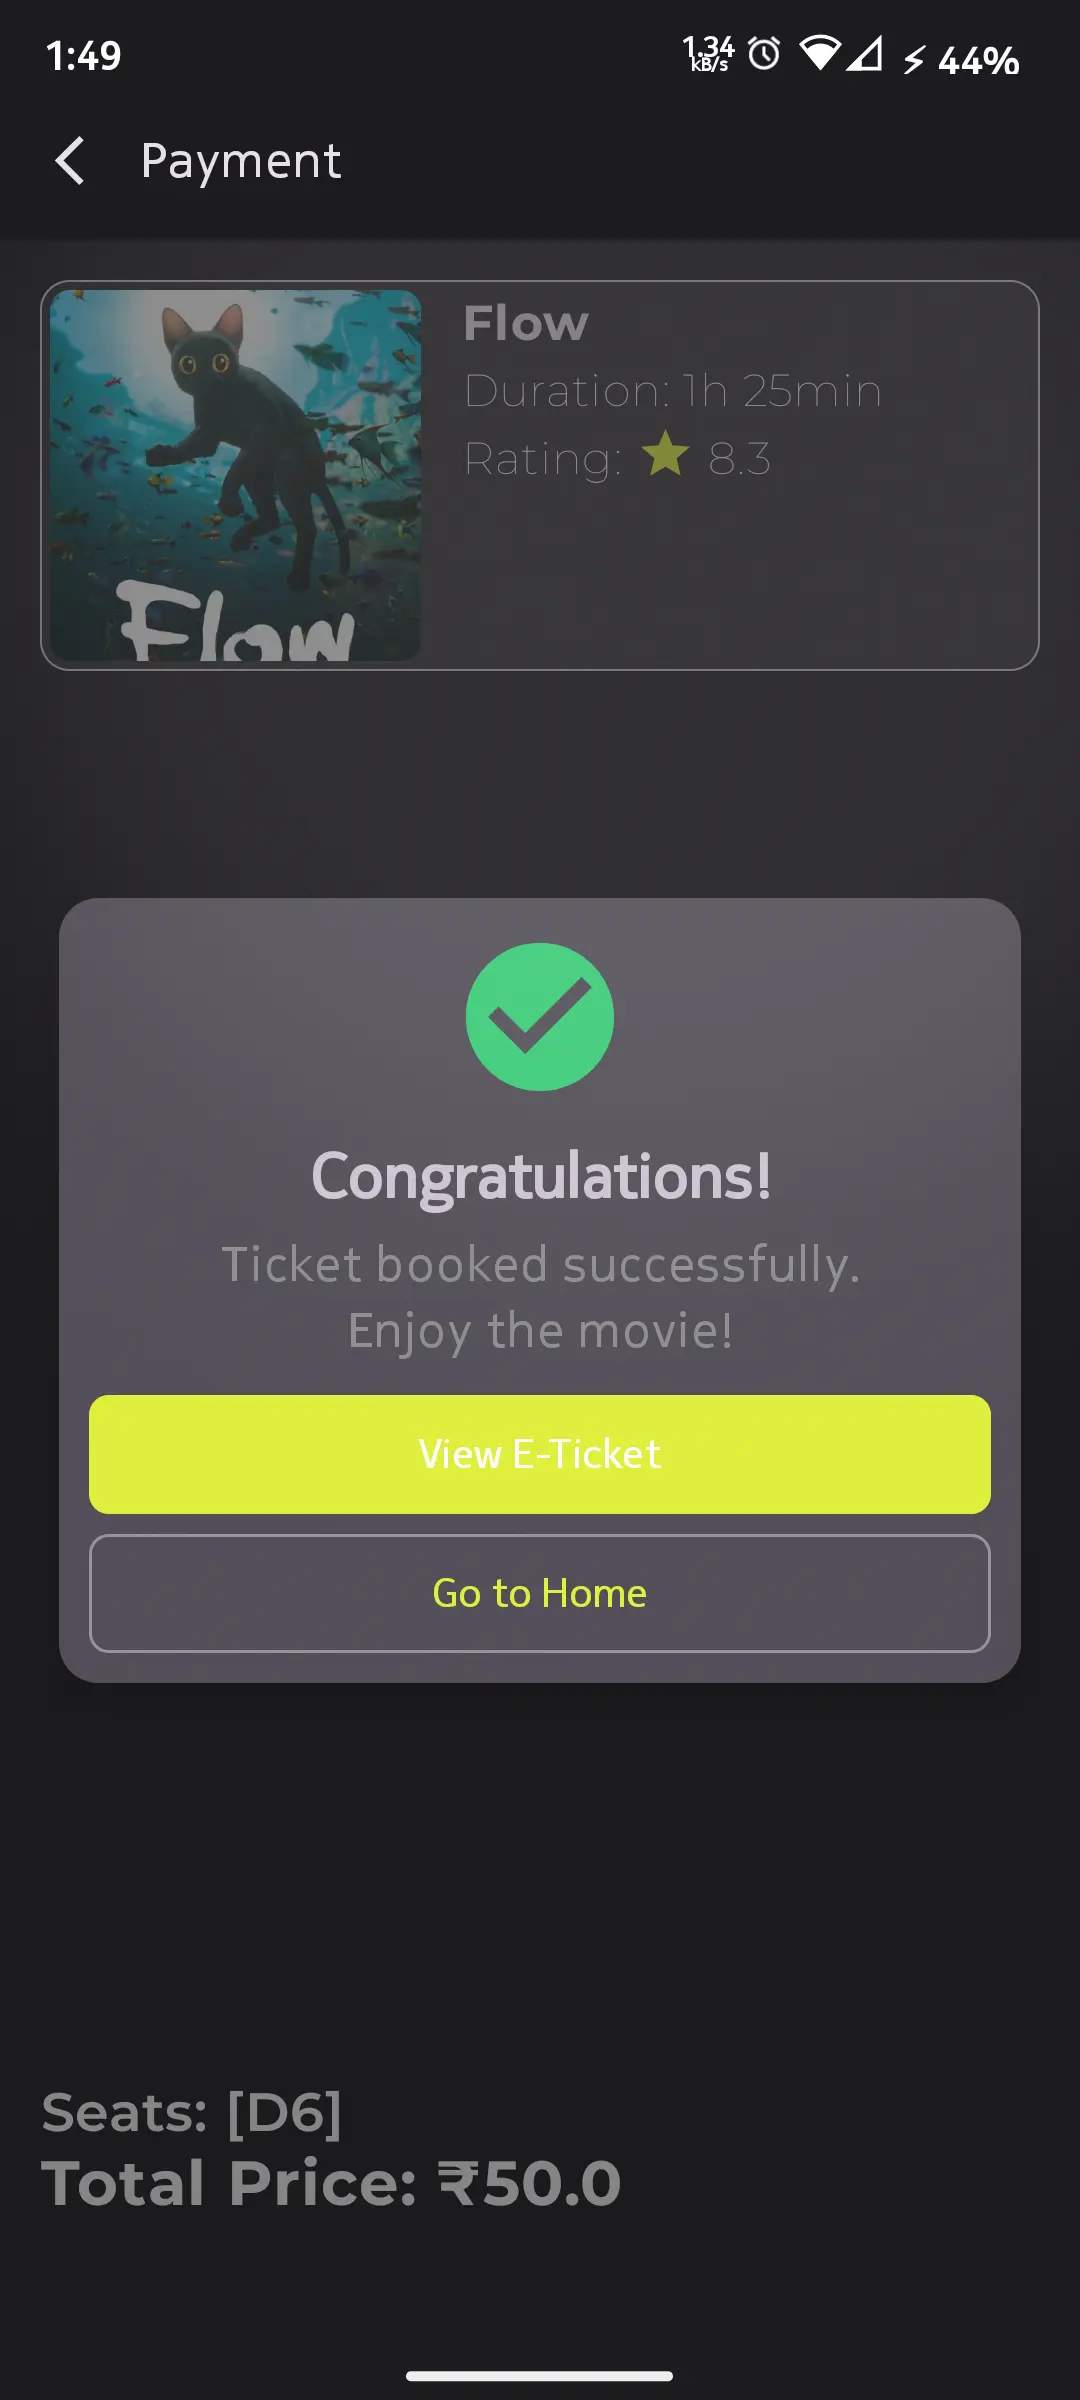 1:49
1.34
kB/s
44%
Payment
Flow
Duration: 1h 25min
Rating: 8.3
Flow
Congratulations!
Ticket booked successfully.
Enjoy the movie!
View E-Ticket
Go to Home
Seats: [D6]
Total Price: ₹50.0